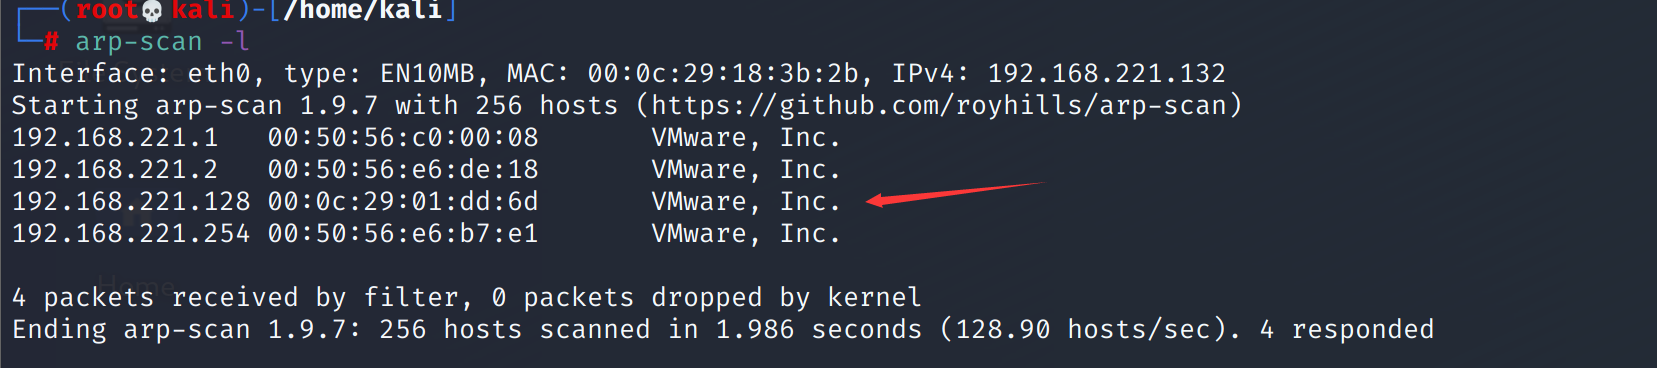 (root💀kali)-[/home/kali]
# arp-scan -l
Interface: eth0, type: EN10MB, MAC: 00:0c:29:18:3b:2b, IPv4: 192.168.221.132
Starting arp-scan 1.9.7 with 256 hosts (https://github.com/royhills/arp-scan)
192.168.221.1   00:50:56:c0:00:08       VMware, Inc.
192.168.221.2   00:50:56:e6:de:18       VMware, Inc.
192.168.221.128 00:0c:29:01:dd:6d       VMware, Inc.
192.168.221.254 00:50:56:e6:b7:e1       VMware, Inc.
Home
4 packets received by filter, 0 packets dropped by kernel
Ending arp-scan 1.9.7: 256 hosts scanned in 1.986 seconds (128.90 hosts/sec). 4 responded